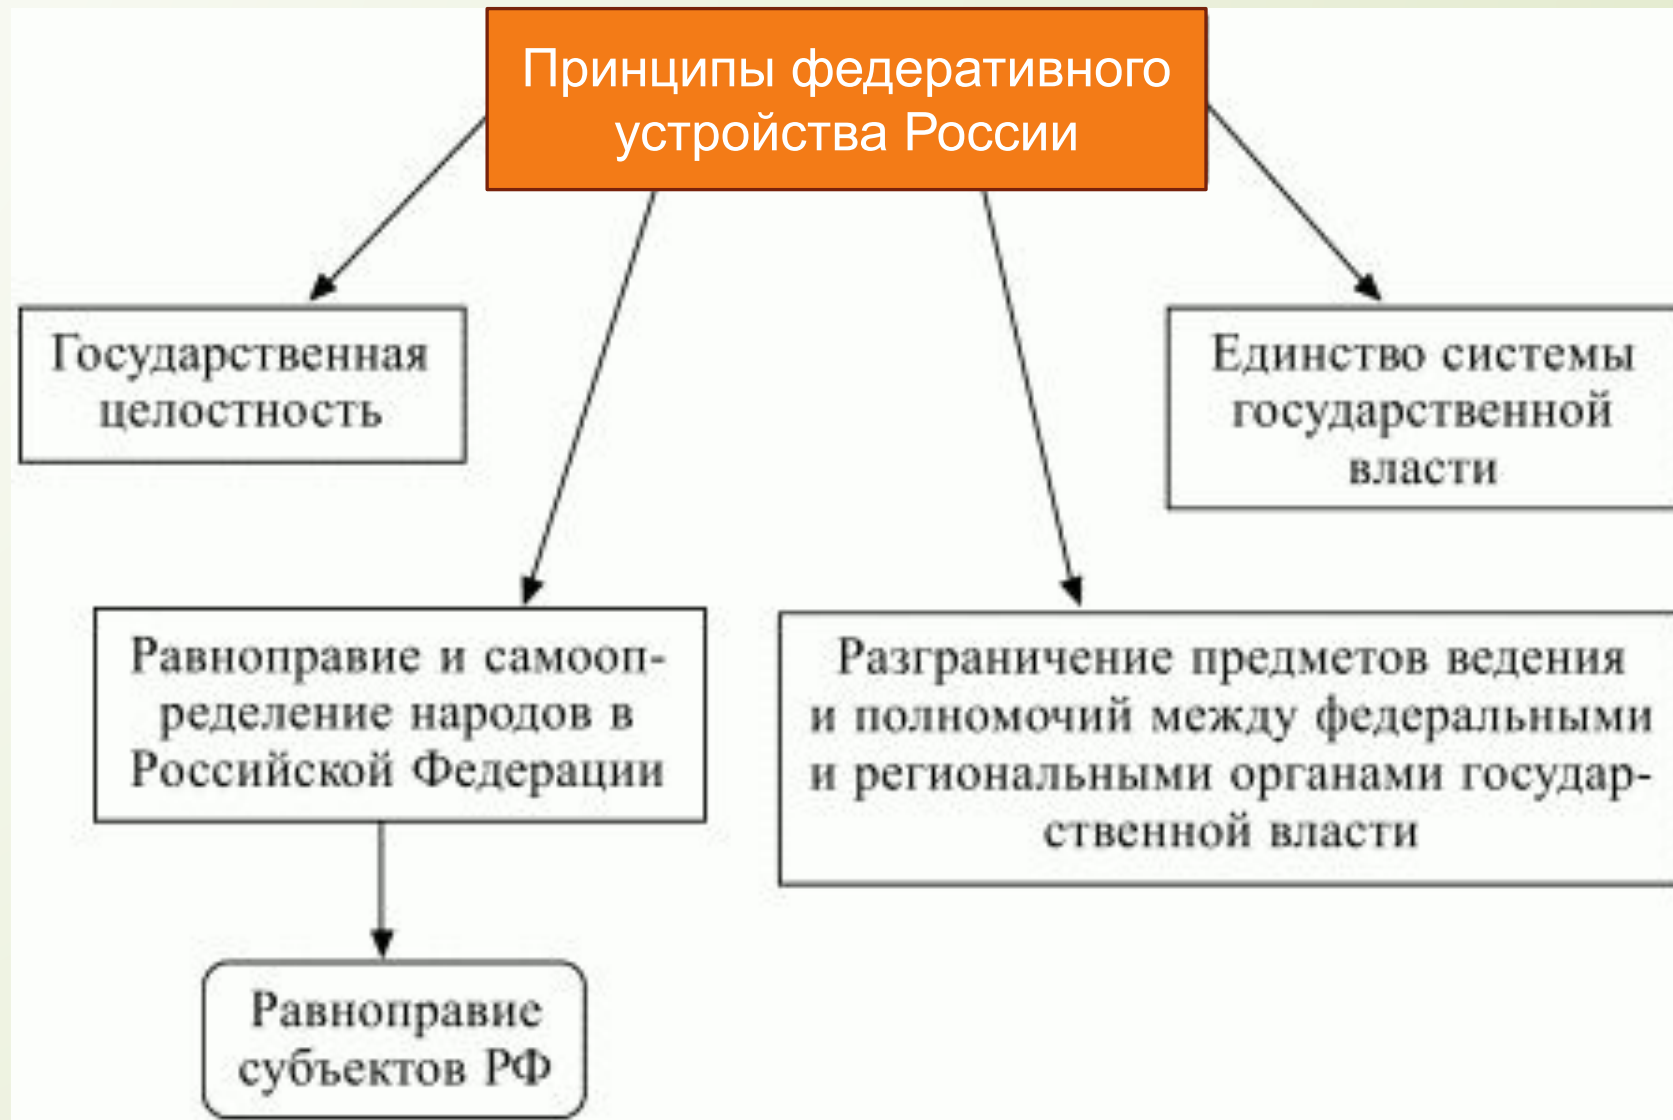 Принципы федеративного
устройства России
Государственная
целостность
Единство системы
государственной
власти
Равноправие и самооп-
ределение народов в
Российской Федерации
Разграничение предметов ведения
и полномочий между федеральными
и региональными органами государ-
ственной власти
Равноправие
субъектов РФ